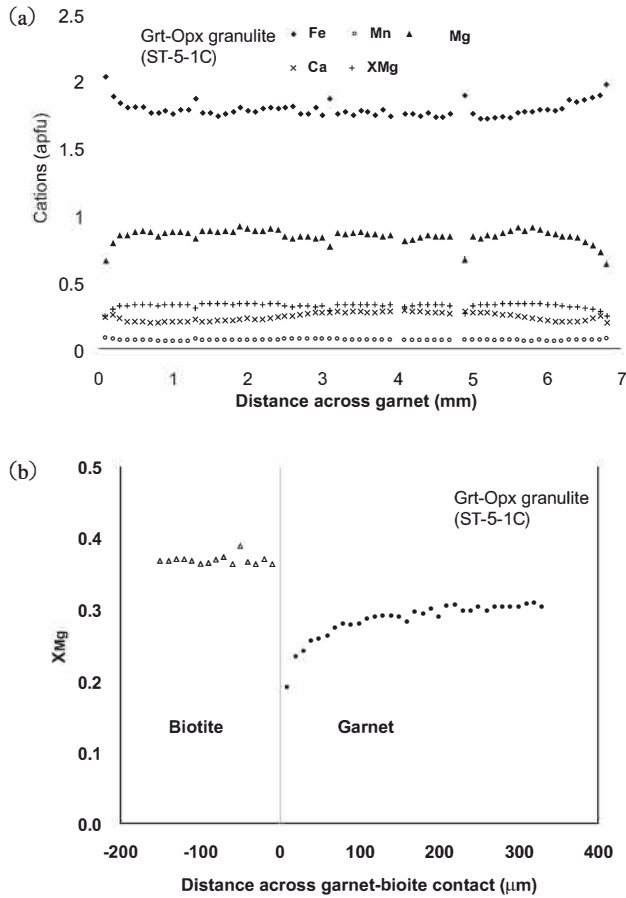 (a)
2.5
2
1.5
1
0.5
0
Cations (apfu)
Grt-Opx granulite
(ST-5-1C)
Fe Mn Mg
Ca XMg
0 1 2 3 4 5 6 7
Distance across garnet (mm)
(b)
0.5
0.4
0.3
0.2
0.1
0.0
XMg
Grt-Opx granulite
(ST-5-1C)
Biotite Garnet
-200 -100 0 100 200 300 400
Distance across garnet-bioite contact (μm)